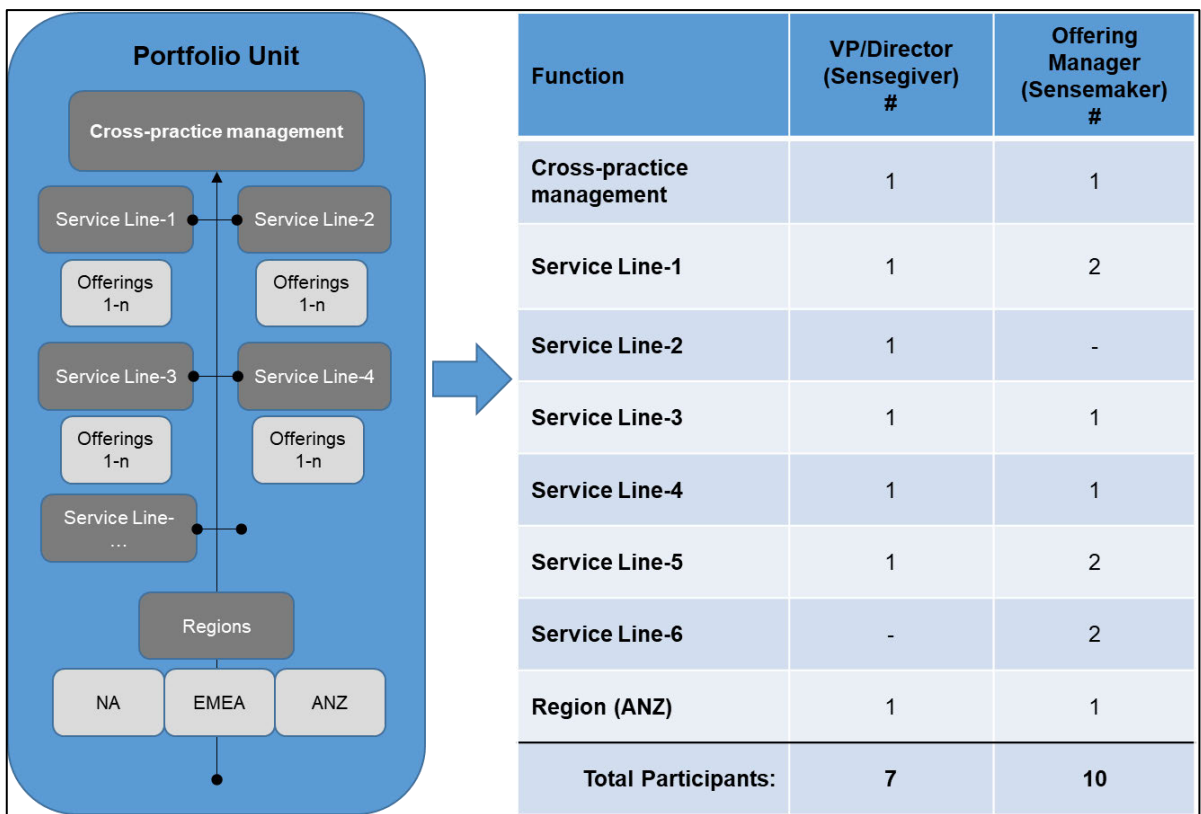 Portfolio Unit
Cross-practice management
Service Line-1
Service Line-2
Offerings
1-n
Offerings
1-n
Service Line-3
Service Line-4
Offerings
1-n
Offerings
1-n
Service Line-
...
Regions
NA
EMEA
ANZ
Function
VP/Director
(Sensegiver)
#
Offering
Manager
(Sensemaker)
#
Cross-practice
management
1
1
Service Line-1
1
2
Service Line-2
1
-
Service Line-3
1
1
Service Line-4
1
1
Service Line-5
1
2
Service Line-6
-
2
Region (ANZ)
1
1
Total Participants:
7
10